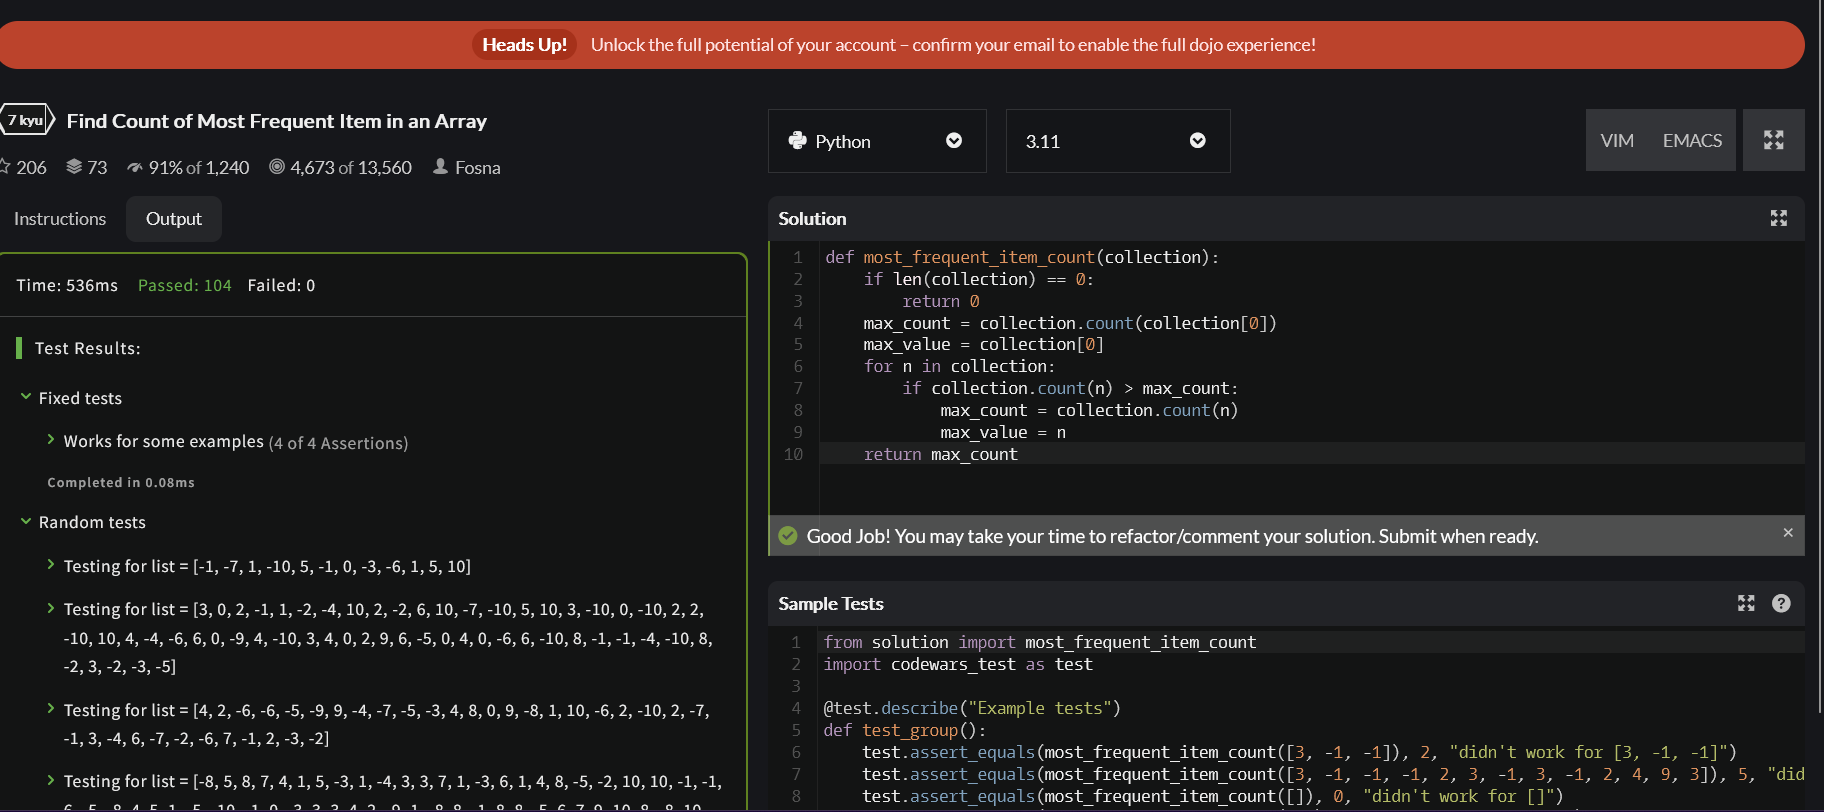 Heads Up! Unlock the full potential of your account – confirm your email to enable the full dojo experience!
7 kyu Find Count of Most Frequent Item in an Array
206 73 91% of 1,240 4,673 of 13,560 Fosna
Instructions Output
Time: 536ms Passed: 104 Failed: 0
Test Results:
Fixed tests
Works for some examples (4 of 4 Assertions)
Completed in 0.08ms
Random tests
Testing for list = [-1, -7, 1, -10, 5, -1, 0, -3, -6, 1, 5, 10]
Testing for list = [3, 0, 2, -1, 1, -2, -4, 10, 2, -2, 6, 10, -7, -10, 5, 10, 3, -10, 0, -10, 2, 2,
-10, 10, 4, -4, -6, 6, 0, -9, 4, -10, 3, 4, 0, 2, 9, 6, -5, 0, 4, 0, -6, 6, -10, 8, -1, -1, -4, -10, 8,
-2, 3, -2, -3, -5]
Testing for list = [4, 2, -6, -6, -5, -9, 9, -4, -7, -5, -3, 4, 8, 0, 9, -8, 1, 10, -6, 2, -10, 2, -7,
-1, 3, -4, 6, -7, -2, -6, 7, -1, 2, -3, -2]
Testing for list = [-8, 5, 8, 7, 4, 1, 5, -3, 1, -4, 3, 3, 7, 1, -3, 6, 1, 4, 8, -5, -2, 10, 10, -1, -1,
Python 3.11 VIM EMACS
Solution
1 def most_frequent_item_count(collection):
2 if len(collection) == 0:
3 return 0
4 max_count = collection.count(collection[0])
5 max_value = collection[0]
6 for n in collection:
7 if collection.count(n) > max_count:
8 max_count = collection.count(n)
9 max_value = n
10 return max_count
Good Job! You may take your time to refactor/comment your solution. Submit when ready. ×
Sample Tests ?
1 from solution import most_frequent_item_count
2 import codewars_test as test
3
4 @test.describe("Example tests")
5 def test_group():
6 test.assert_equals(most_frequent_item_count([3, -1, -1]), 2, "didn't work for [3, -1, -1]")
7 test.assert_equals(most_frequent_item_count([3, -1, -1, -1, 2, 3, -1, 3, -1, 2, 4, 9, 3]), 5, "did
8 test.assert_equals(most_frequent_item_count([]), 0, "didn't work for []")